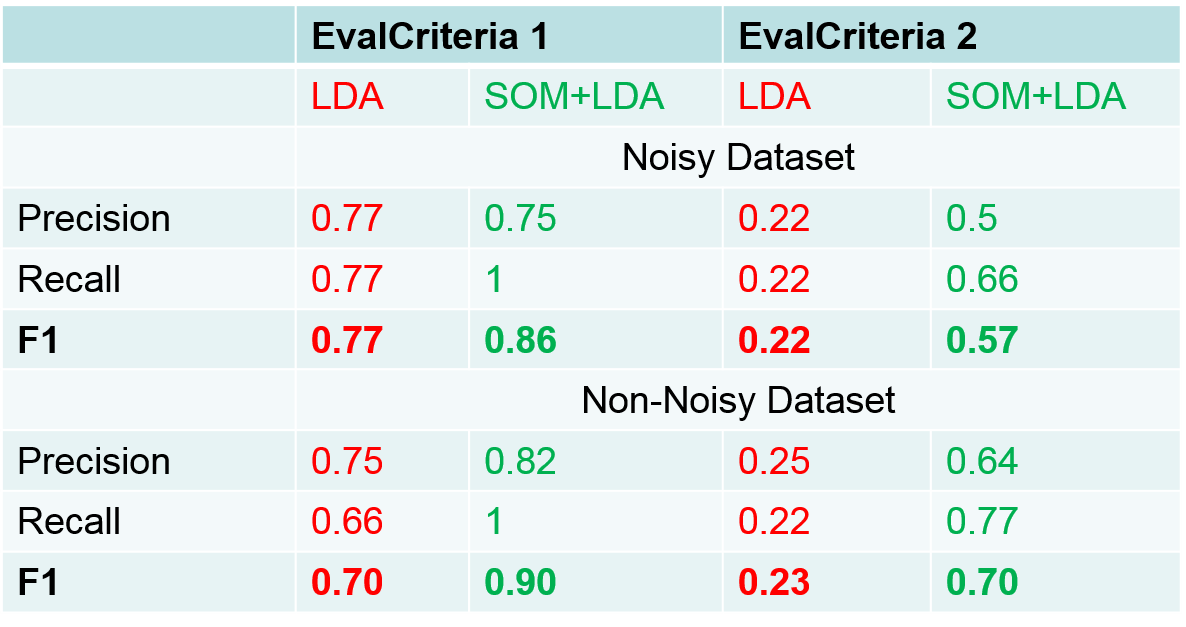 EvalCriteria 1 EvalCriteria 2
LDA SOM+LDA LDA SOM+LDA
Noisy Dataset
Precision 0.77 0.75 0.22 0.5
Recall 0.77 1 0.22 0.66
F1 0.77 0.86 0.22 0.57
Non-Noisy Dataset
Precision 0.75 0.82 0.25 0.64
Recall 0.66 1 0.22 0.77
F1 0.70 0.90 0.23 0.70